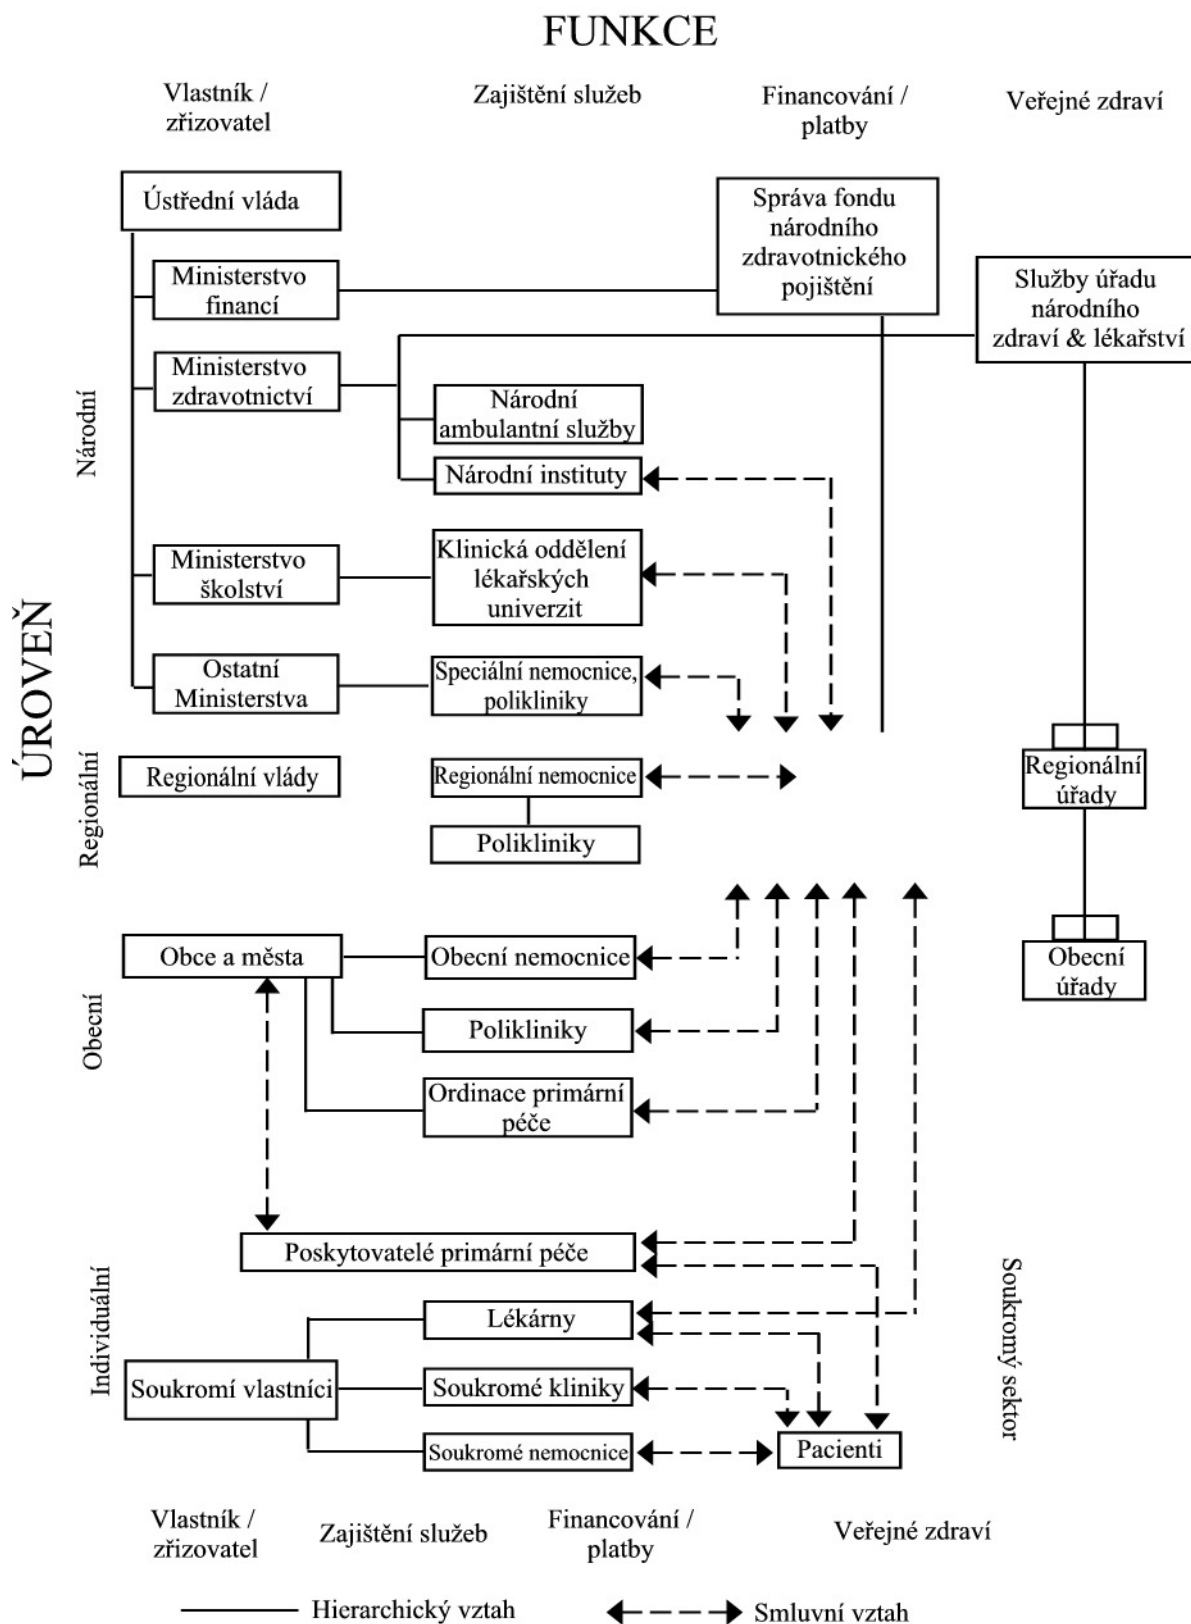 FUNKCE
Vlastník /
zřizovatel
Zajištění služeb
Financování /
platby
Veřejné zdraví
ÚROVEŇ
Národní
Ústřední vláda
Správa fondu
národního
zdravotnického
pojištění
Ministerstvo
financí
Služby úřadu
národního
zdraví & lékařství
Ministerstvo
zdravotnictví
Národní
ambulantní služby
Národní instituty
Ministerstvo
školství
Klinická oddělení
lékařských
univerzit
Ostatní
Ministerstva
Speciální nemocnice,
polikliniky
Regionální
Regionální vlády
Regionální nemocnice
Regionální
úřady
Polikliniky
Obecní
Obce a města
Obecní nemocnice
Obecní
úřady
Polikliniky
Ordinace primární
péče
Individuální
Poskytovatelé primární péče
Soukromý sektor
Lékárny
Soukromí vlastníci
Soukromé kliniky
Soukromé nemocnice
Pacienti
Vlastník /
zřizovatel
Zajištění služeb
Financování /
platby
Veřejné zdraví
Hierarchický vztah
Smluvní vztah